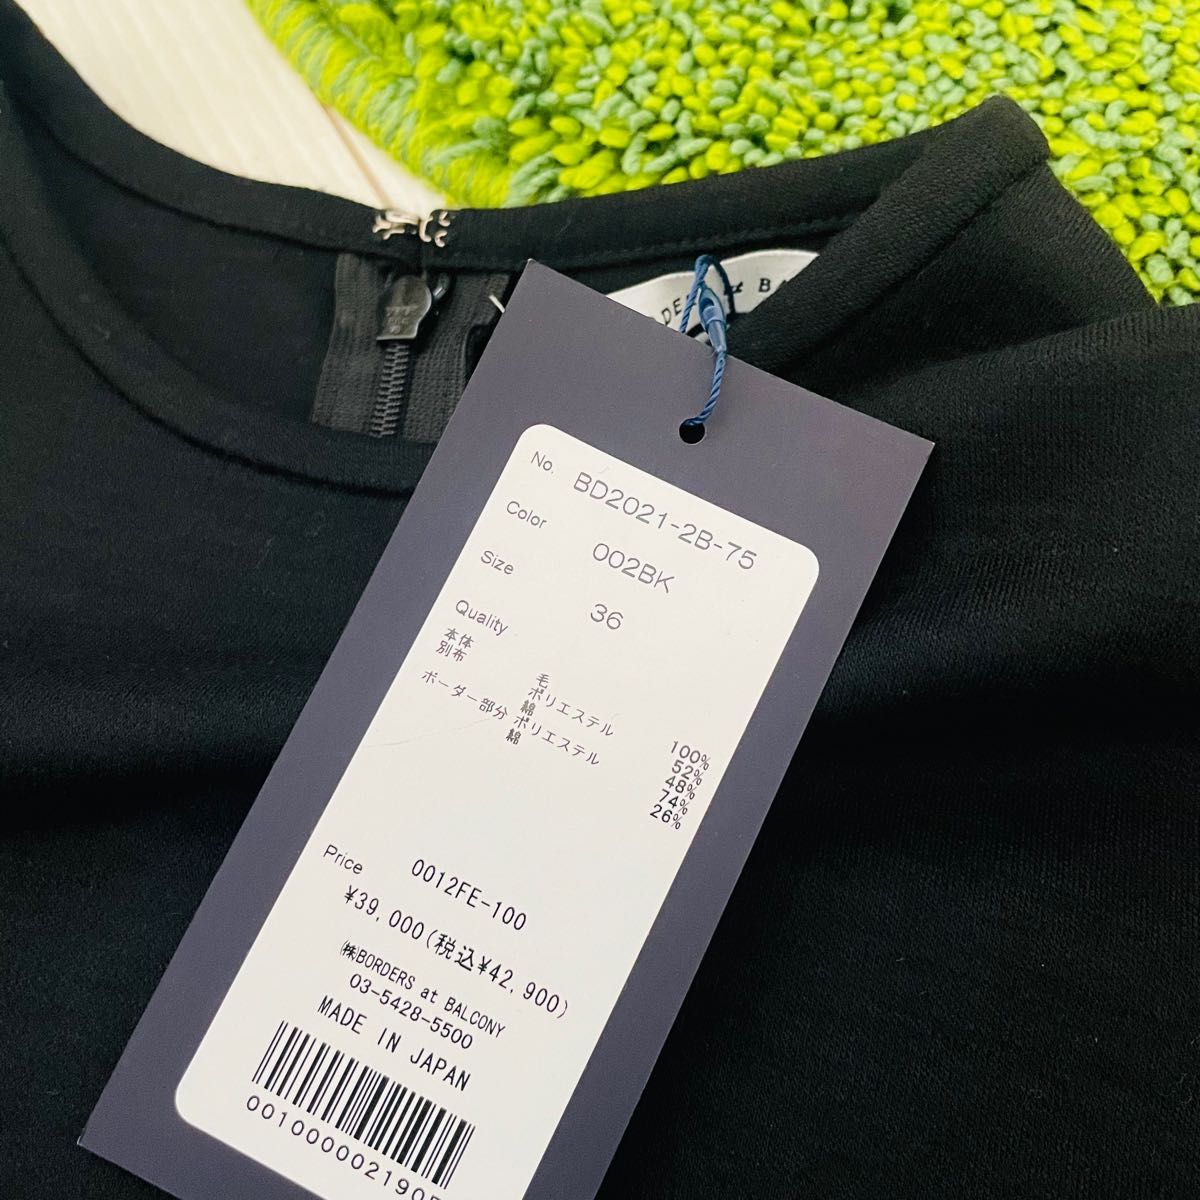 No. BD2021-2B-75
Color 002BK
Size 36
Quality
本体 毛 100%
別布 ポリエステル 52%
綿 48%
ボーダー部分 ポリエステル 74%
綿 26%
0012FE-100
Price ¥39,000(税込¥42,900)
㈱BORDERS at BALCONY
03-5428-5500
MADE IN JAPAN